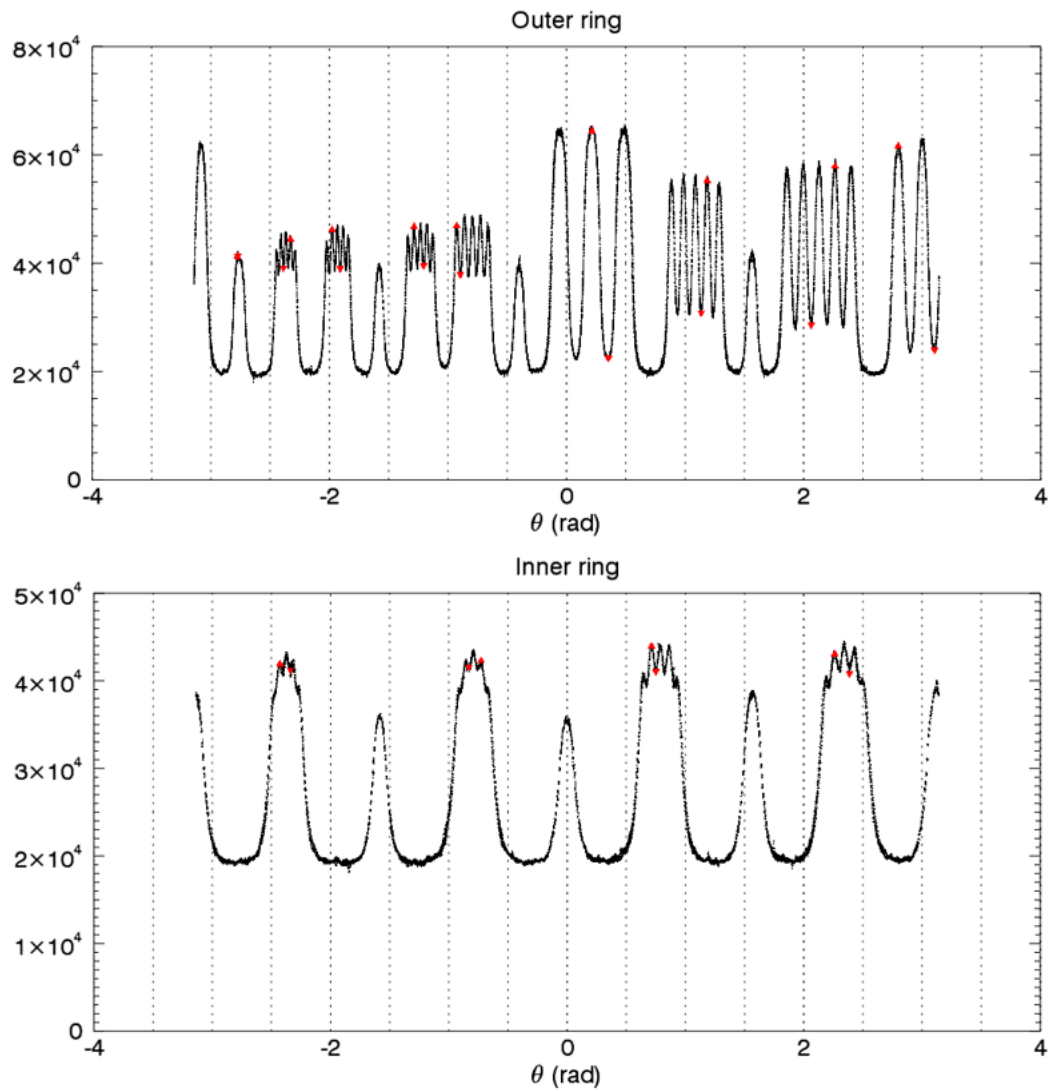 Outer ring
8×10⁴
6×10⁴
4×10⁴
2×10⁴
0
-4 -2 0 2 4
θ (rad)
Inner ring
5×10⁴
4×10⁴
3×10⁴
2×10⁴
1×10⁴
0
-4 -2 0 2 4
θ (rad)